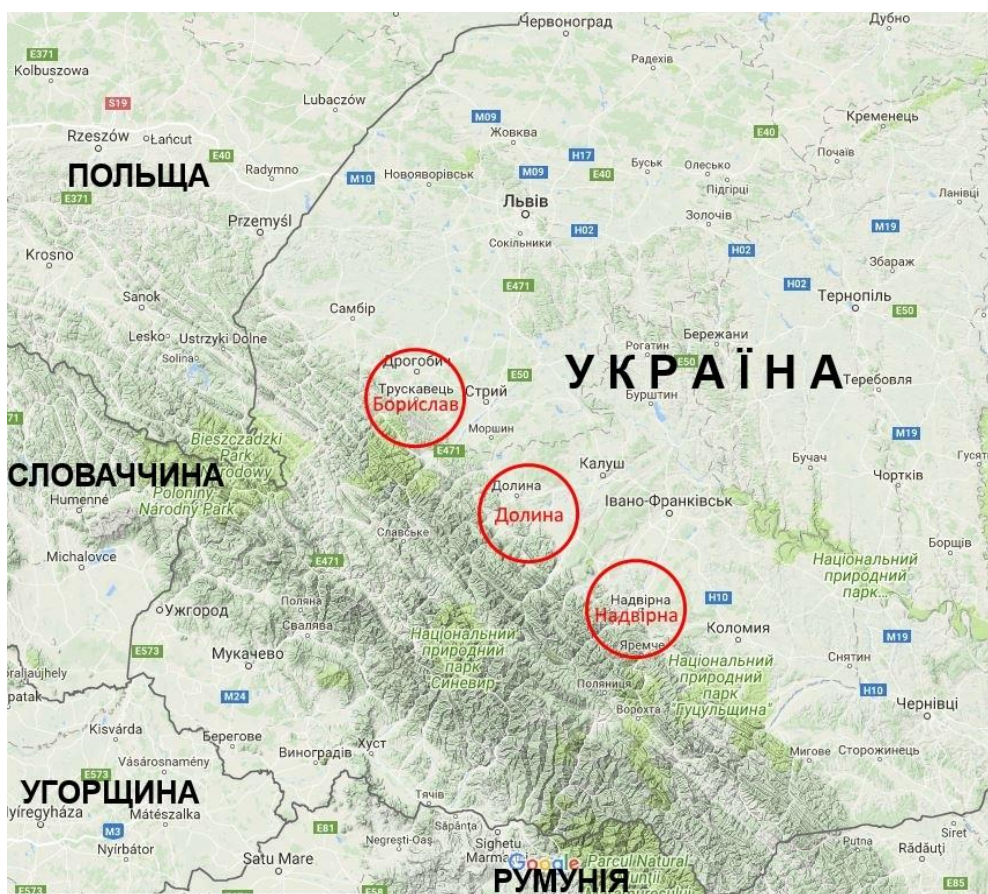 Червоноград
Дубно
E371
Kolbuszowa
Радехів
Lubaczów
S19
M09
E40
Кременець
Rzeszów
Łańcut
Жовква
Почаїв
E40
H17
Буськ
Олесько
ПОЛЬЩА
Radymno
M10
Новояворівськ
M09
E40
Підгірці
Ланівці
E371
Львів
Przemyśl
Золочів
M19
H02
Сокільники
Krosno
H02
Збараж
E471
H02
Sanok
Тернопіль
Самбір
E50
Lesko
Ustrzyki Dolne
Бережани
Рогатин
Solina
Дрогобич
E50
УКРАЇНА
E50
Теребовля
Трускавець
Стрий
Бурштин
Борислав
Моршин
M19
Bieszczadzki
Park
E471
Бучач
СЛОВАЧЧИНА
Калуш
Чортків
Humenné
Poloniny
Národný Park
Долина
Івано-Франківськ
Долина
Славське
Michalovce
E471
Національний
природний
парк...
Борщів
Надвірна
H10
Ужгород
Поляна
Надвірна
Свалява
Коломия
M19
Національний
природний
парк
Синевир
Яремче
E573
Мукачево
Національний
природний
парк
"Гуцульщина"
Снятин
Поляниця
M24
H10
Ворохта
Чернівці
Kisvárda
Берегове
Хуст
Виноградів
Мигове
Сторожинець
Vásárosnamény
E573
УГОРЩИНА
Тячів
Mátészalka
Nyíregyháza
E81
Săpânța
Putna
Siret
M3
Negrești-Oaș
Sighetu
Nyírbátor
Rădăuți
Satu Mare
Google
Parcul Natural
РУМУНІЯ
E573
E58
E85